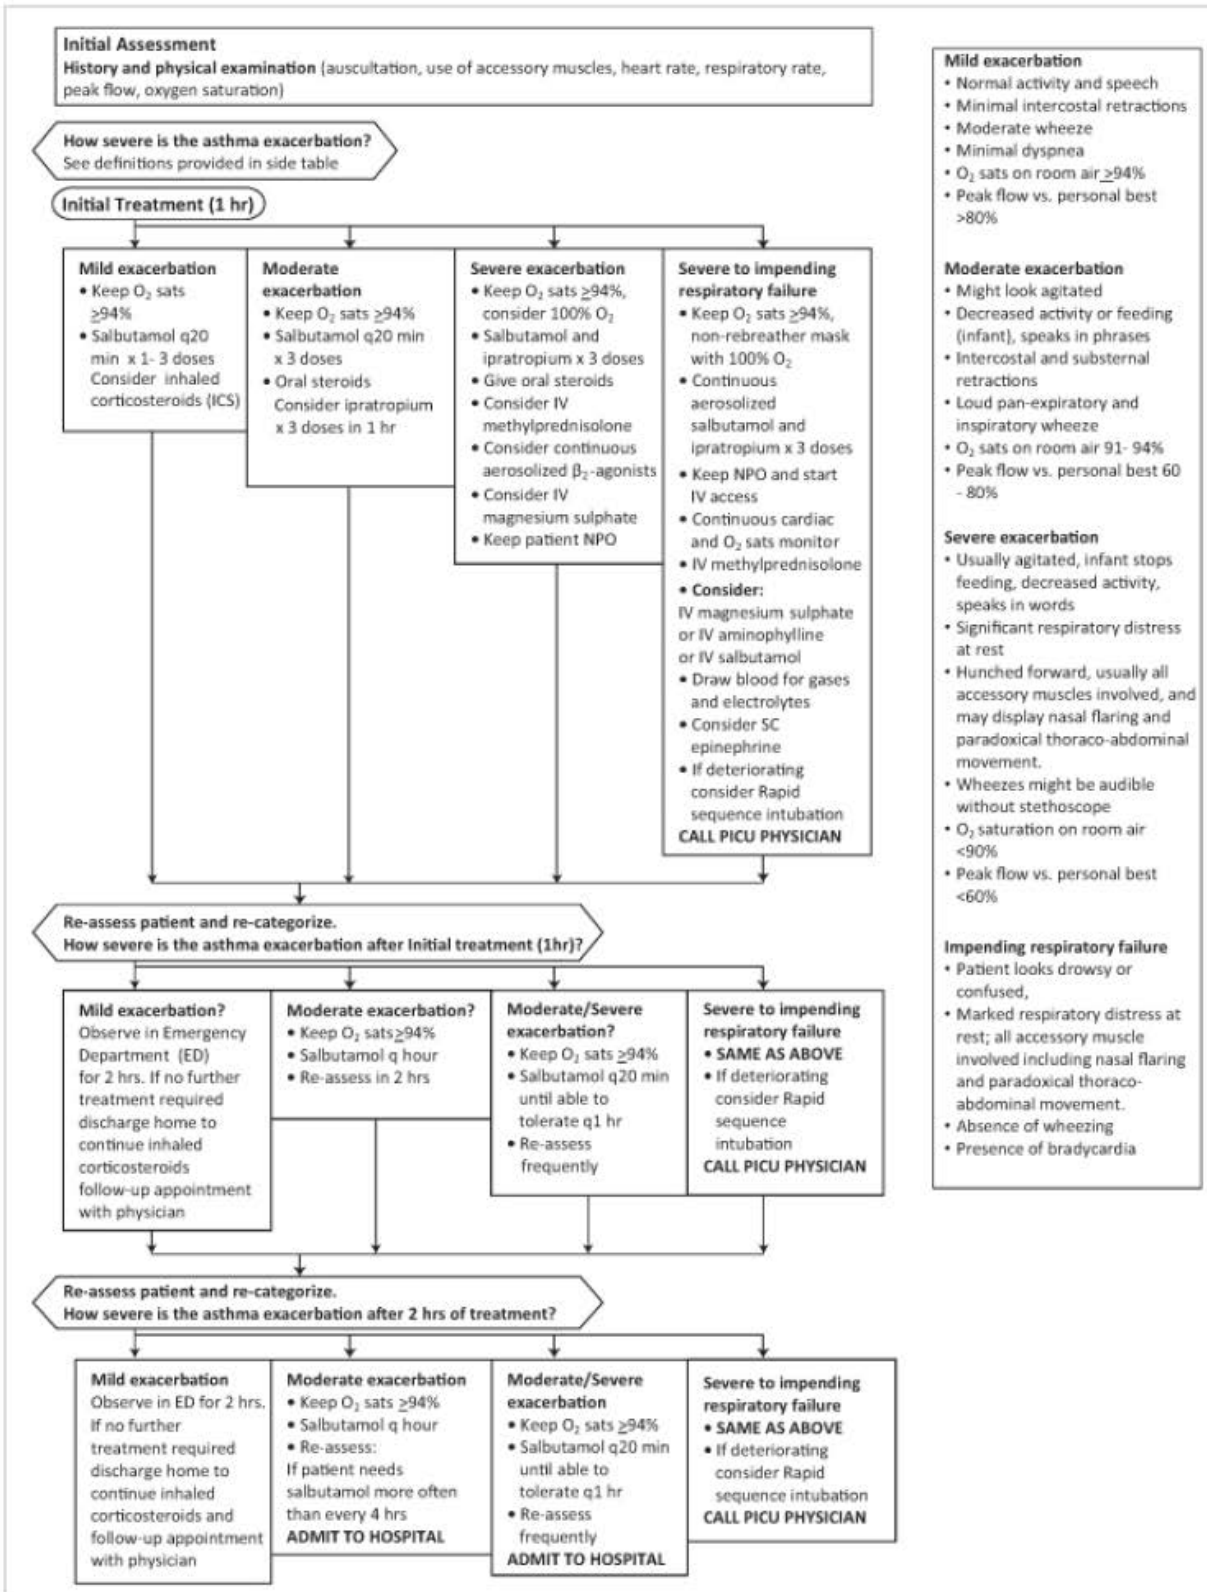 Initial Assessment
History and physical examination (auscultation, use of accessory muscles, heart rate, respiratory rate,
peak flow, oxygen saturation)
How severe is the asthma exacerbation?
See definitions provided in side table
Initial Treatment (1 hr)
Mild exacerbation
• Keep O₂ sats
≥94%
• Salbutamol q20
min x 1- 3 doses
Consider inhaled
corticosteroids (ICS)
Moderate
exacerbation
• Keep O₂ sats ≥94%
• Salbutamol q20 min
x 3 doses
• Oral steroids
Consider ipratropium
x 3 doses in 1 hr
Severe exacerbation
• Keep O₂ sats ≥94%,
consider 100% O₂
• Salbutamol and
ipratropium x 3 doses
• Give oral steroids
• Consider IV
methylprednisolone
• Consider continuous
aerosolized β₂-agonists
• Consider IV
magnesium sulphate
• Keep patient NPO
Severe to impending
respiratory failure
• Keep O₂ sats ≥94%,
non-rebreather mask
with 100% O₂
• Continuous
aerosolized
salbutamol and
ipratropium x 3 doses
• Keep NPO and start
IV access
• Continuous cardiac
and O₂ sats monitor
• IV methylprednisolone
• Consider:
IV magnesium sulphate
or IV aminophylline
or IV salbutamol
• Draw blood for gases
and electrolytes
• Consider SC
epinephrine
• If deteriorating
consider Rapid
sequence intubation
CALL PICU PHYSICIAN
Re-assess patient and re-categorize.
How severe is the asthma exacerbation after Initial treatment (1hr)?
Mild exacerbation?
Observe in Emergency
Department (ED)
for 2 hrs. If no further
treatment required
discharge home to
continue inhaled
corticosteroids
follow-up appointment
with physician
Moderate exacerbation?
• Keep O₂ sats≥94%
• Salbutamol q hour
• Re-assess in 2 hrs
Moderate/Severe
exacerbation?
• Keep O₂ sats ≥94%
• Salbutamol q20 min
until able to
tolerate q1 hr
• Re-assess
frequently
Severe to impending
respiratory failure
• SAME AS ABOVE
• If deteriorating
consider Rapid
sequence
intubation
CALL PICU PHYSICIAN
Re-assess patient and re-categorize.
How severe is the asthma exacerbation after 2 hrs of treatment?
Mild exacerbation
Observe in ED for 2 hrs.
If no further
treatment required
discharge home to
continue inhaled
corticosteroids and
follow-up appointment
with physician
Moderate exacerbation
• Keep O₂ sats ≥94%
• Salbutamol q hour
• Re-assess:
If patient needs
salbutamol more often
than every 4 hrs
ADMIT TO HOSPITAL
Moderate/Severe
exacerbation
• Keep O₂ sats ≥94%
• Salbutamol q20 min
until able to
tolerate q1 hr
• Re-assess
frequently
ADMIT TO HOSPITAL
Severe to impending
respiratory failure
• SAME AS ABOVE
• If deteriorating
consider Rapid
sequence intubation
CALL PICU PHYSICIAN
Mild exacerbation
• Normal activity and speech
• Minimal intercostal retractions
• Moderate wheeze
• Minimal dyspnea
• O₂ sats on room air ≥94%
• Peak flow vs. personal best
>80%
Moderate exacerbation
• Might look agitated
• Decreased activity or feeding
(infant), speaks in phrases
• Intercostal and substernal
retractions
• Loud pan-expiratory and
inspiratory wheeze
• O₂ sats on room air 91- 94%
• Peak flow vs. personal best 60
- 80%
Severe exacerbation
• Usually agitated, infant stops
feeding, decreased activity,
speaks in words
• Significant respiratory distress
at rest
• Hunched forward, usually all
accessory muscles involved, and
may display nasal flaring and
paradoxical thoraco-abdominal
movement.
• Wheezes might be audible
without stethoscope
• O₂ saturation on room air
<90%
• Peak flow vs. personal best
<60%
Impending respiratory failure
• Patient looks drowsy or
confused,
• Marked respiratory distress at
rest; all accessory muscle
involved including nasal flaring
and paradoxical thoraco-
abdominal movement.
• Absence of wheezing
• Presence of bradycardia